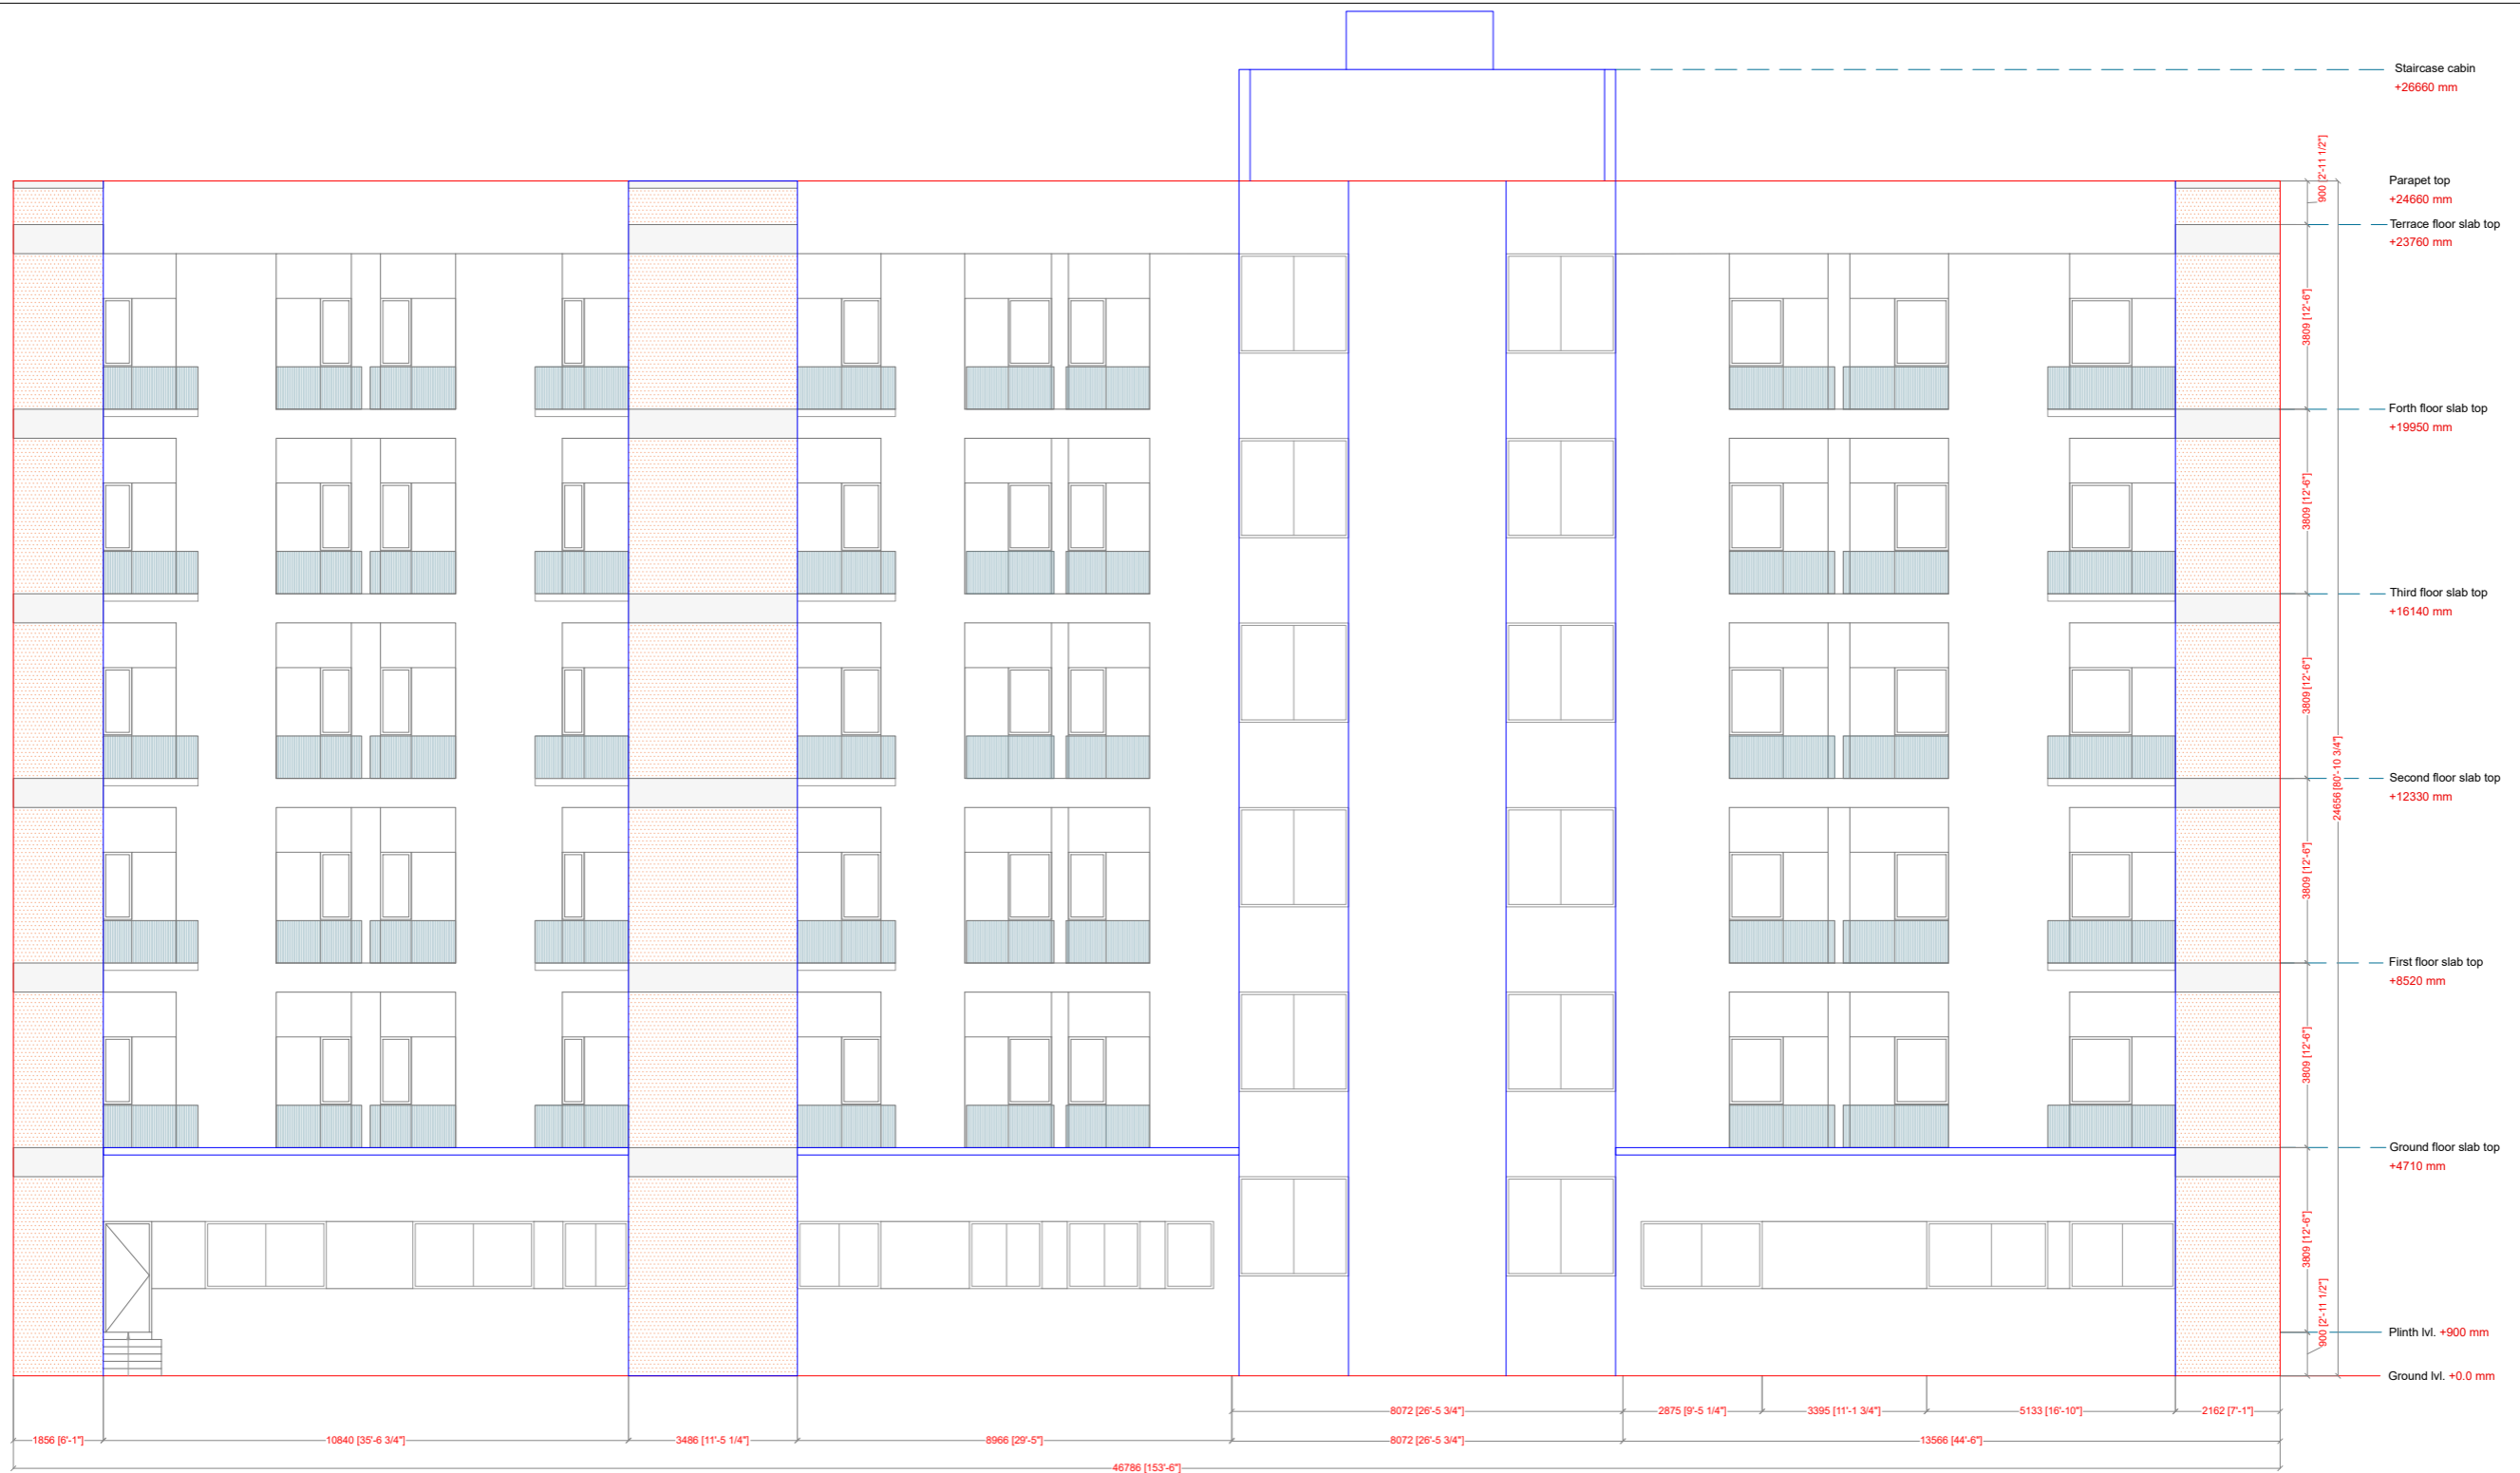 Staircase cabin
+26660 mm
900 [2'-11 1/2"]
Parapet top
+24660 mm
Terrace floor slab top
+23760 mm
3809 [12'-6"]
Forth floor slab top
+19950 mm
3809 [12'-6"]
Third floor slab top
+16140 mm
3809 [12'-6"]
24656 [80'-10 3/4"]
Second floor slab top
+12330 mm
3809 [12'-6"]
First floor slab top
+8520 mm
3809 [12'-6"]
Ground floor slab top
+4710 mm
3809 [12'-6"]
900 [2'-11 1/2"]
Plinth lvl. +900 mm
Ground lvl. +0.0 mm
8072 [26'-5 3/4"]
2875 [9'-5 1/4"]
3395 [11'-1 3/4"]
5133 [16'-10"]
2162 [7'-1"]
1856 [6'-1"]
10840 [35'-6 3/4"]
3486 [11'-5 1/4"]
8966 [29'-5"]
8072 [26'-5 3/4"]
13566 [44'-6"]
46786 [153'-6"]